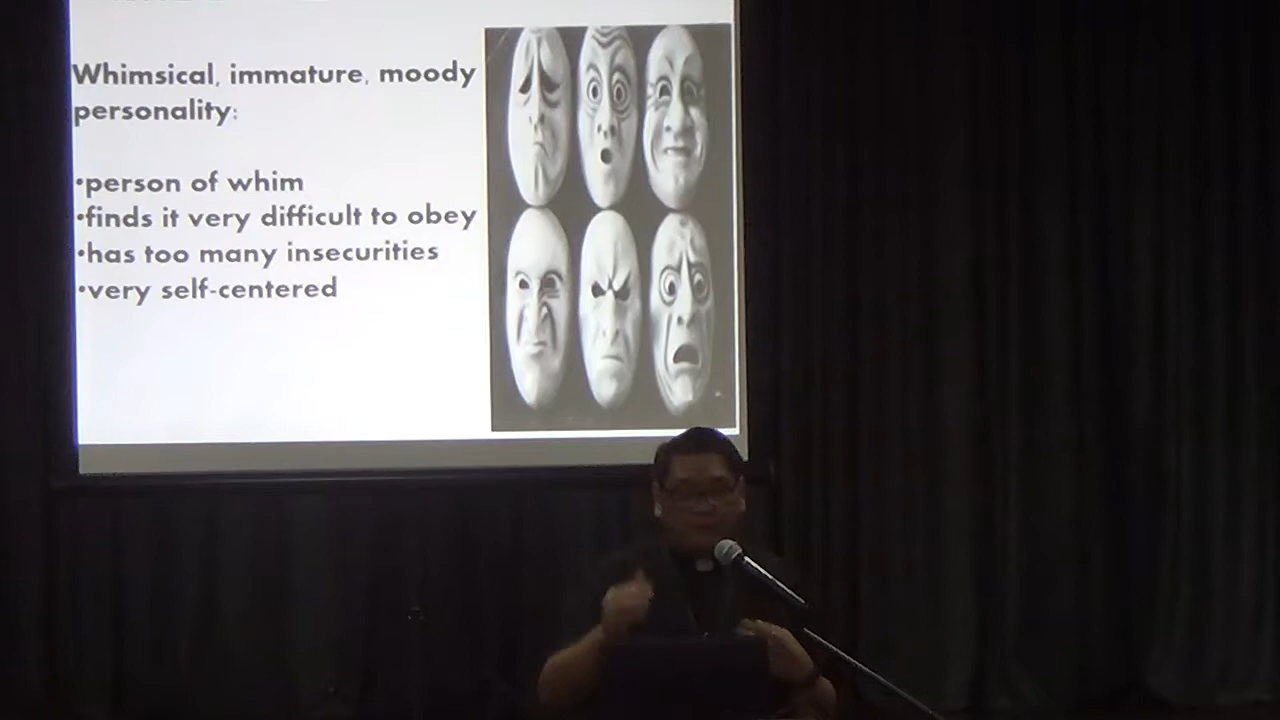 Whimsical, immature, moody
personality:
•person of whim
•finds it very difficult to obey
•has too many insecurities
•very self-centered